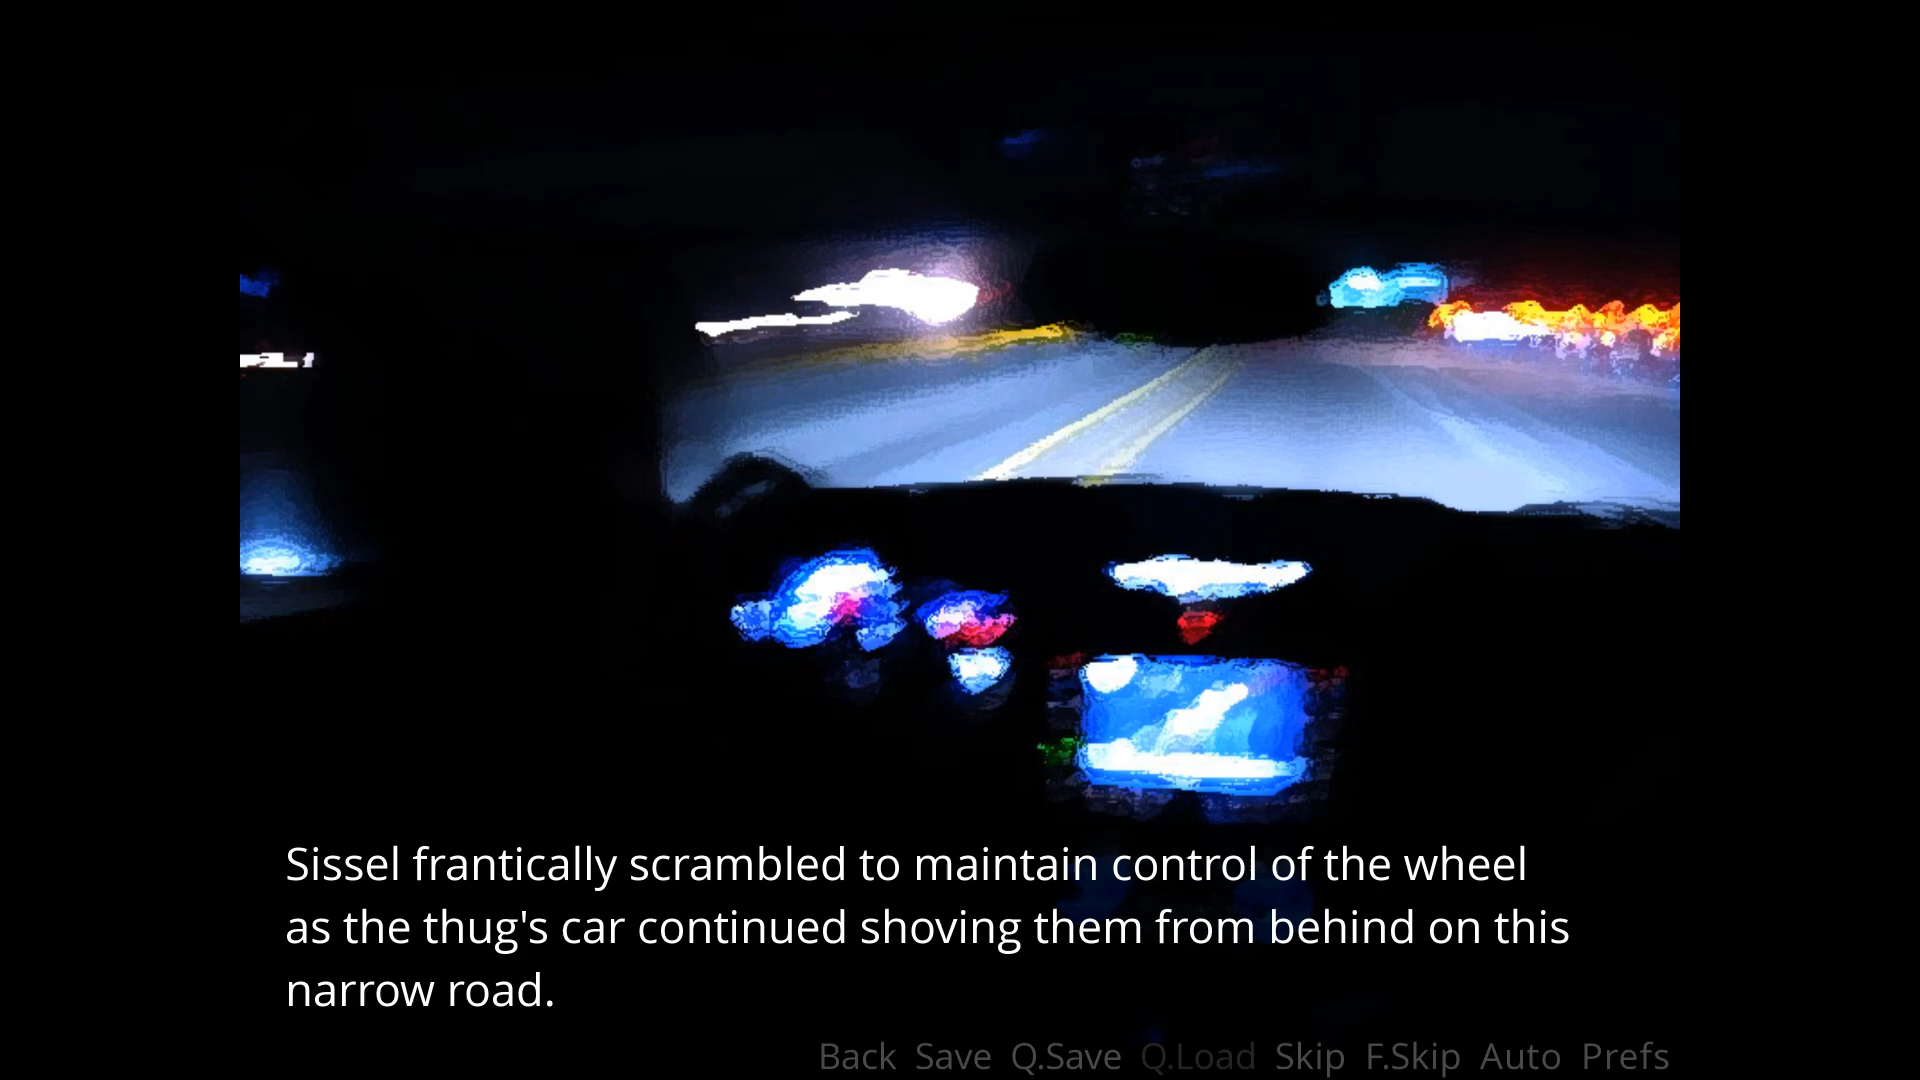 Sissel frantically scrambled to maintain control of the wheel
as the thug's car continued shoving them from behind on this
narrow road.
Back Save Q.Save Q.Load Skip F.Skip Auto Prefs